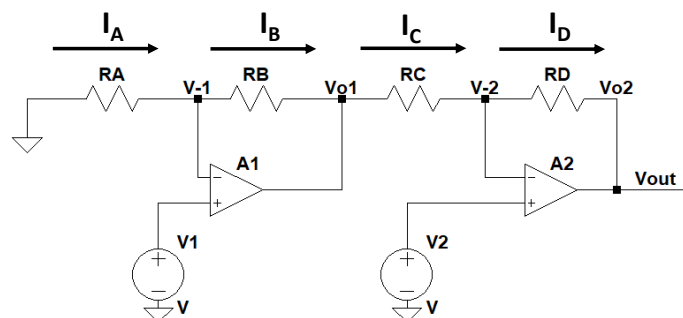 IA IB IC ID
RA V-1 RB Vo1 RC V-2 RD Vo2
A1 A2
Vout
V1 V2
V V